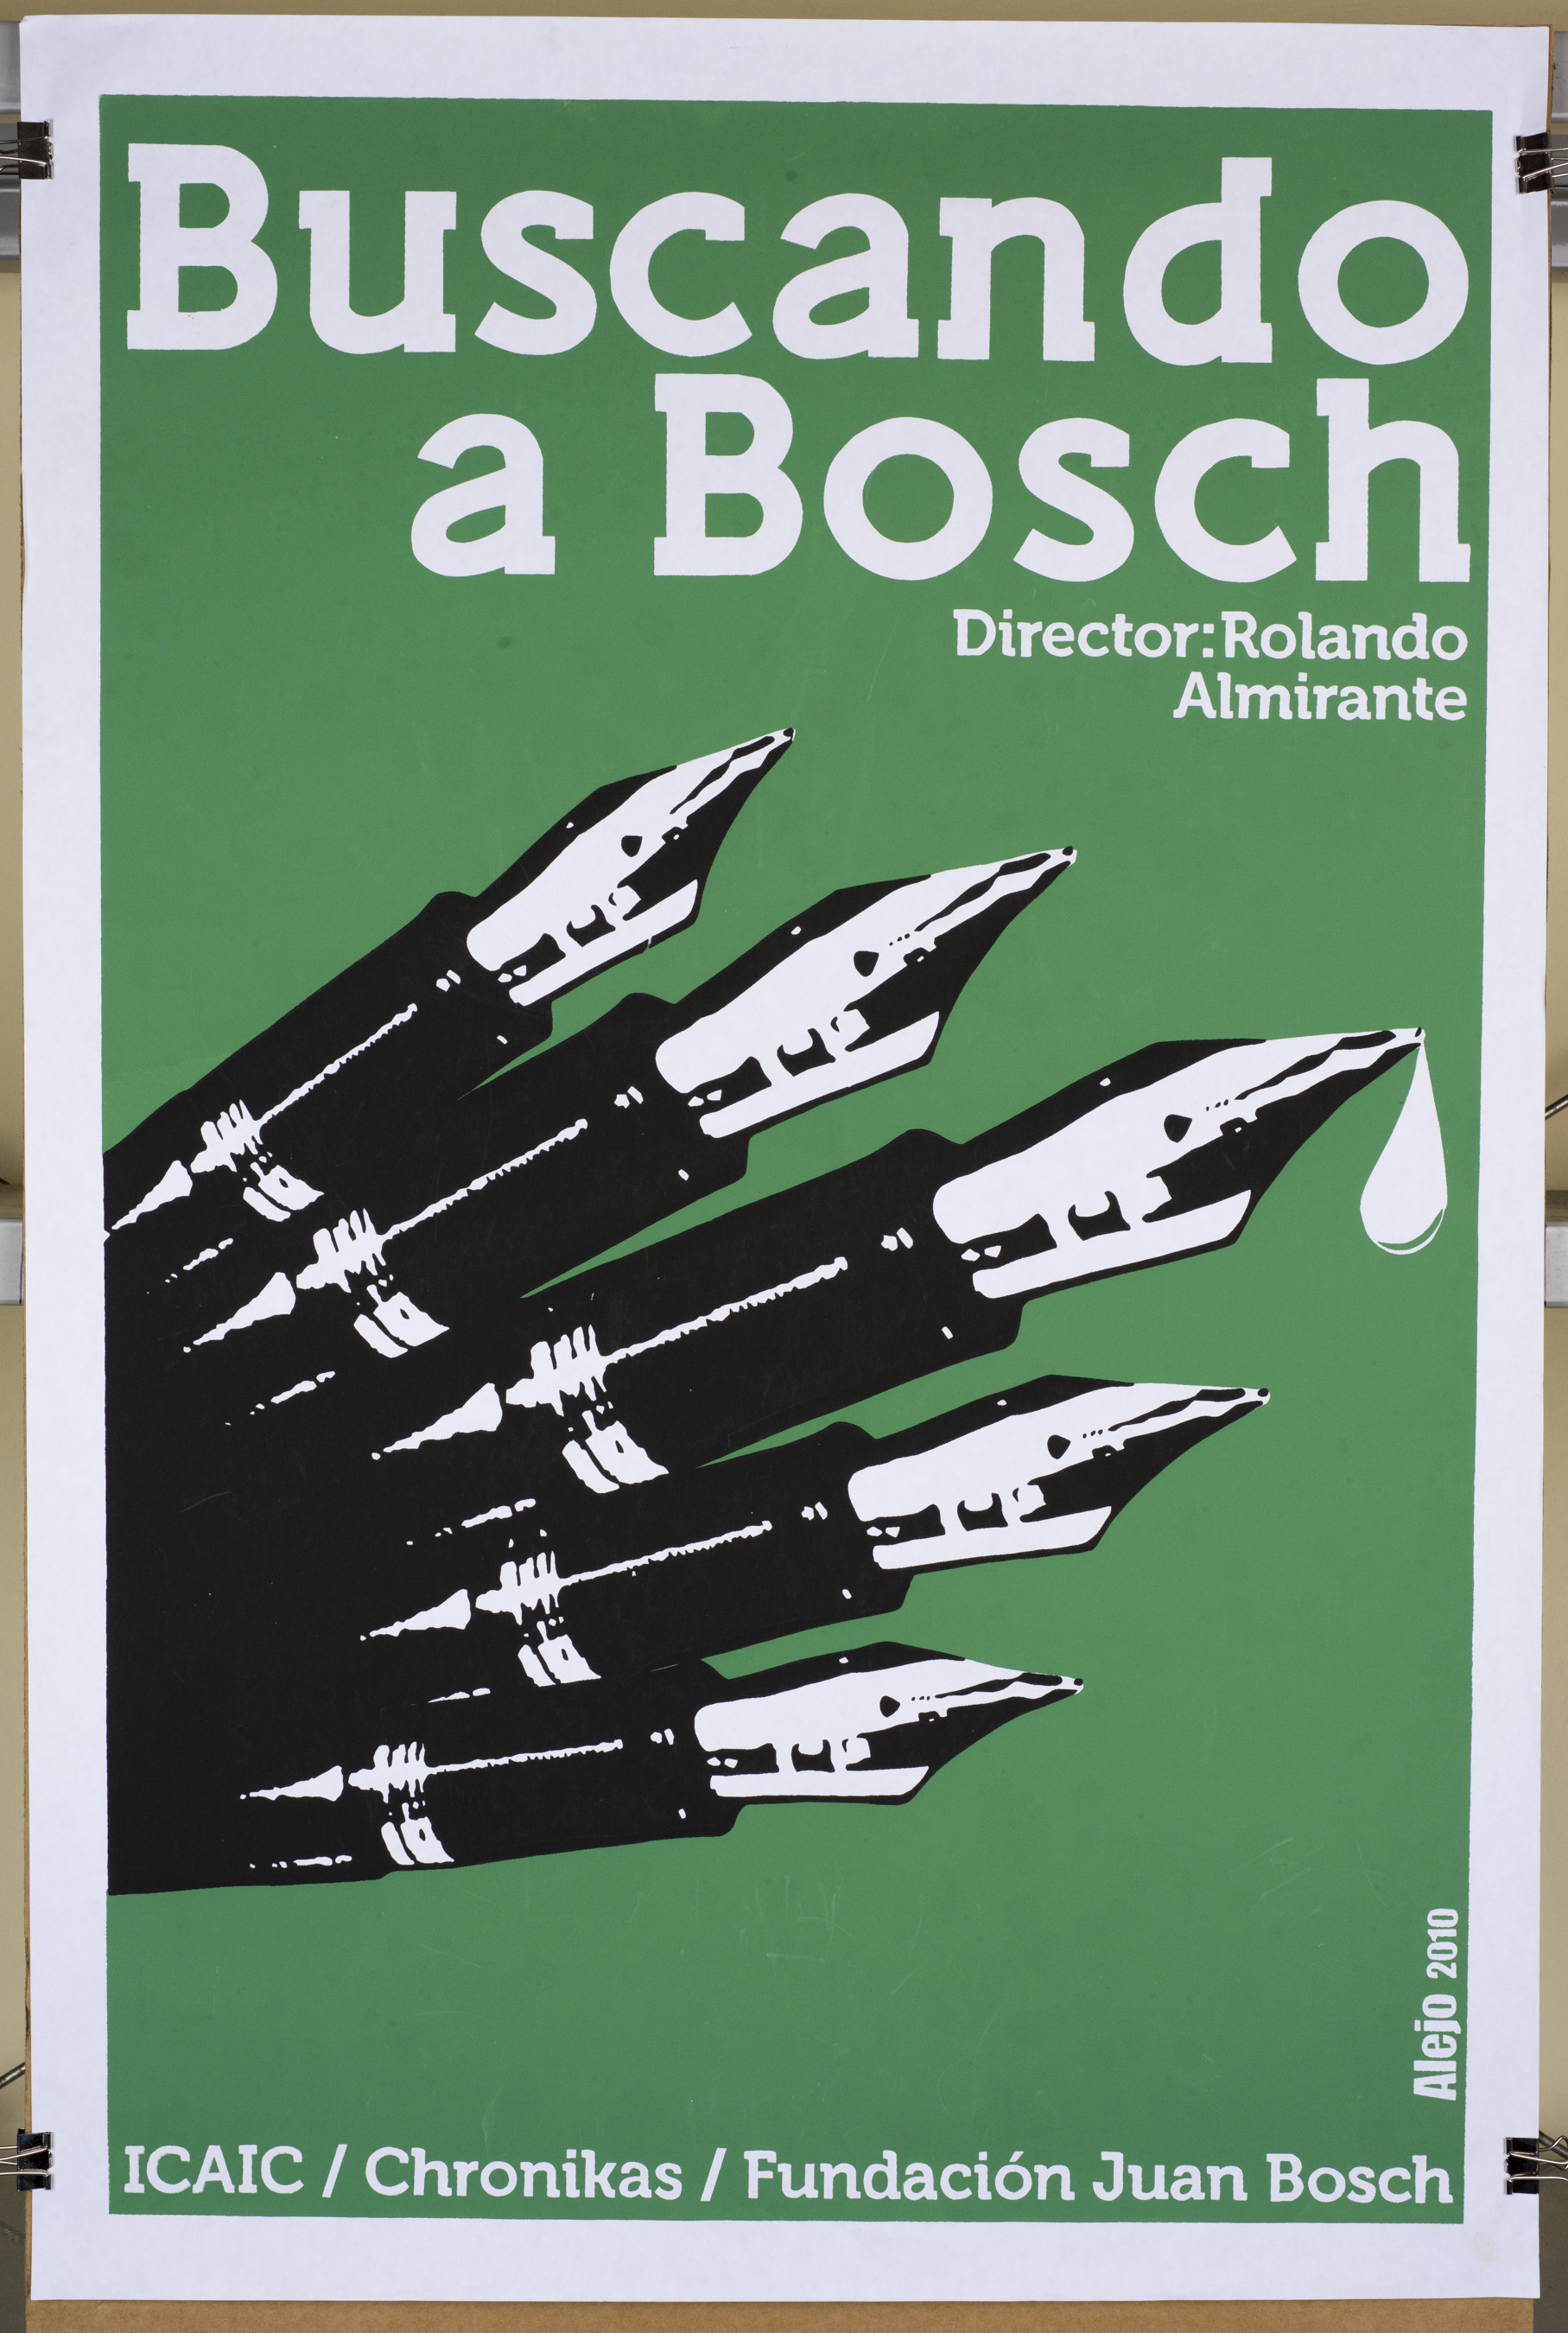 Buscando
a Bosch
Director: Rolando
Almirante
Alejo 2010
ICAIC / Chronikas / Fundación Juan Bosch